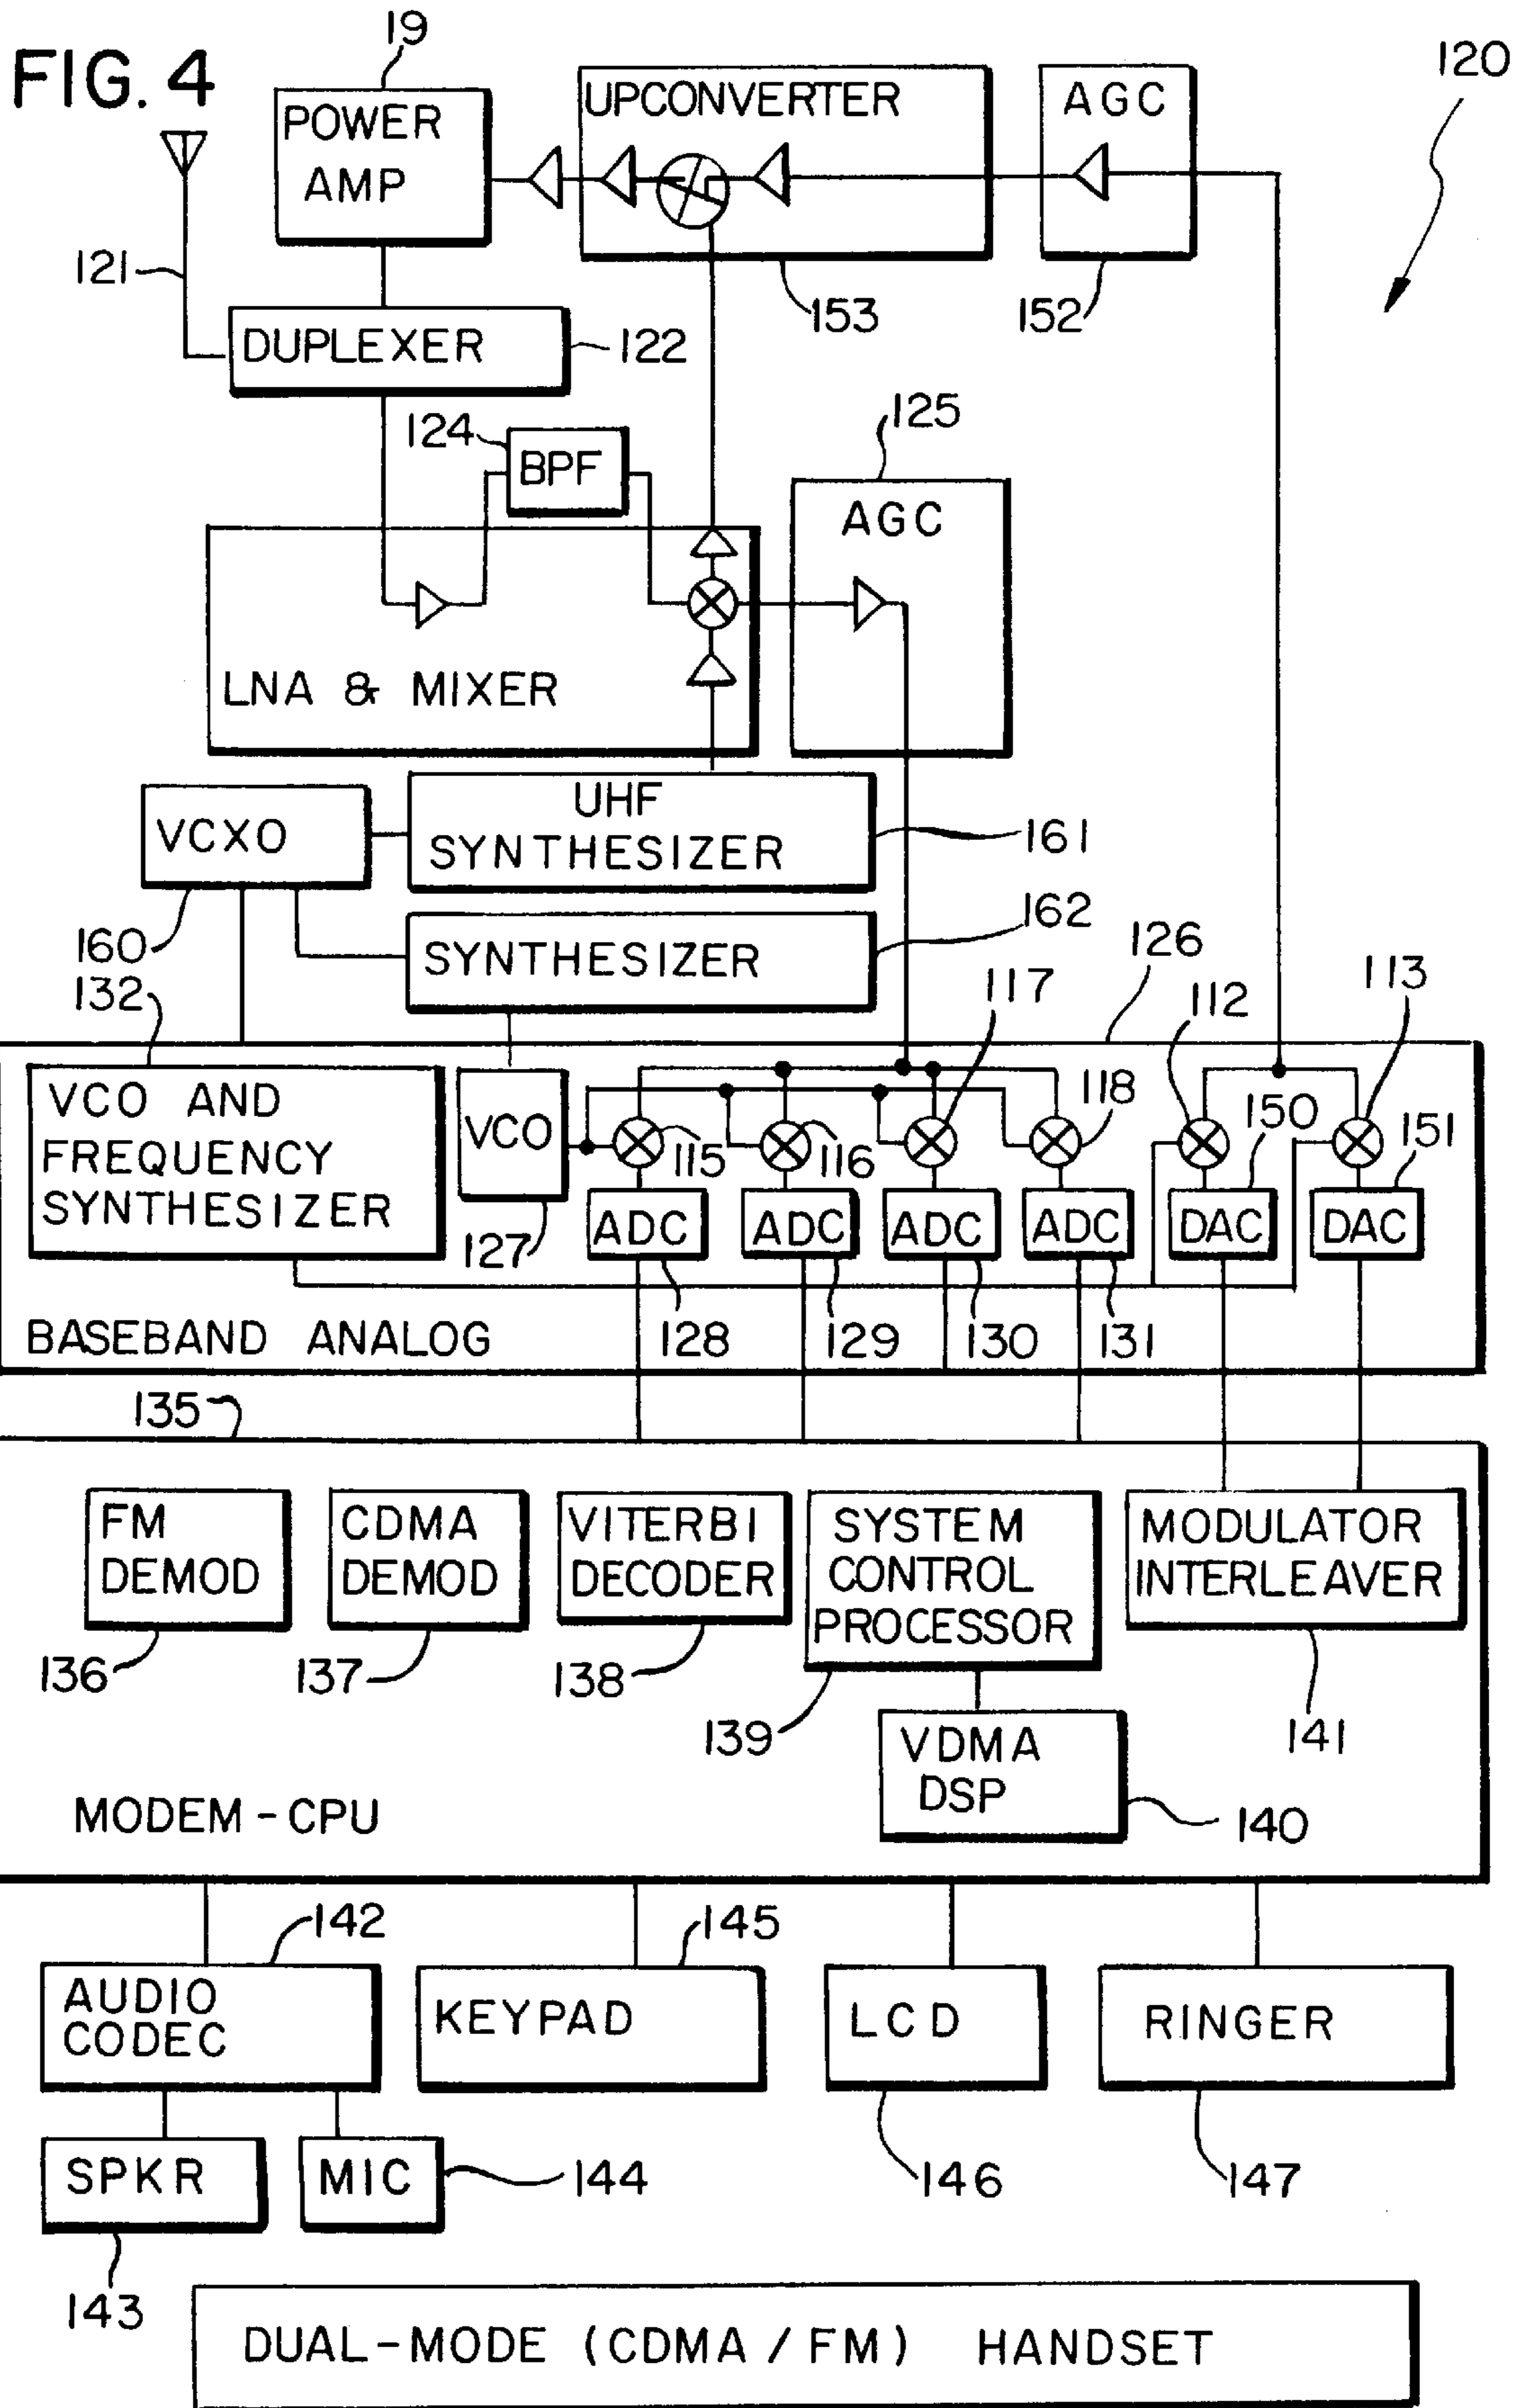 FIG. 4
19
120
POWER
AMP
UPCONVERTER
AGC
121
153
152
DUPLEXER
122
124
BPF
125
AGC
LNA & MIXER
VCXO
UHF
SYNTHESIZER
161
160
SYNTHESIZER
162
132
126
117
112
113
VCO AND
FREQUENCY
SYNTHESIZER
VCO
115
116
118
150
151
127
ADC
ADC
ADC
ADC
DAC
DAC
BASEBAND ANALOG
128
129
130
131
135
FM
DEMOD
CDMA
DEMOD
VITERBI
DECODER
SYSTEM
CONTROL
PROCESSOR
MODULATOR
INTERLEAVER
136
137
138
139
141
VDMA
DSP
140
MODEM-CPU
142
145
AUDIO
CODEC
KEYPAD
LCD
RINGER
SPKR
MIC
144
146
147
143
DUAL-MODE (CDMA / FM) HANDSET